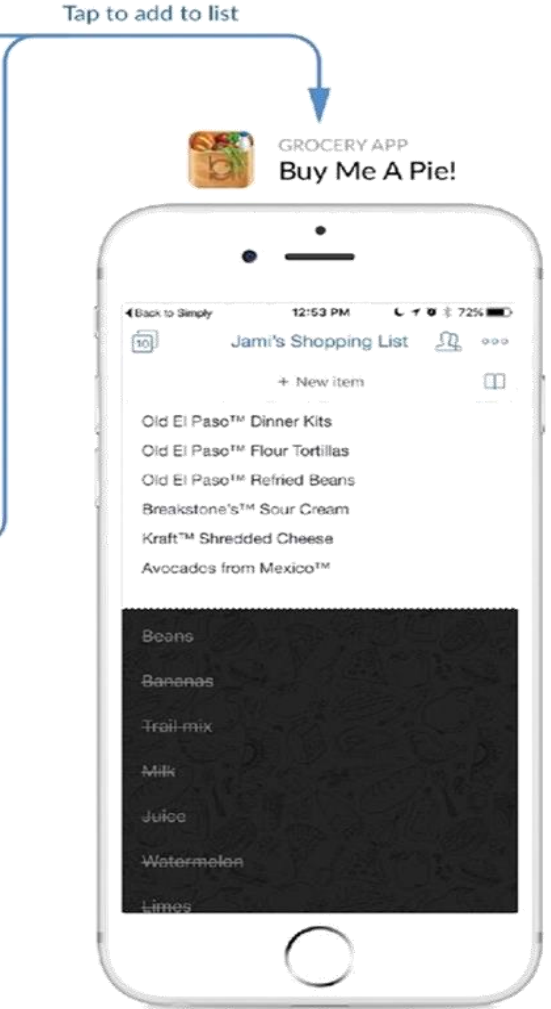 Tap to add to list
GROCERY APP
Buy Me A Pie!
Back to Simply 12:53 PM 72%
10 Jami's Shopping List
+ New item
Old El Paso™ Dinner Kits
Old El Paso™ Flour Tortillas
Old El Paso™ Refried Beans
Breakstone's™ Sour Cream
Kraft™ Shredded Cheese
Avocados from Mexico™
Beans
Bananas
Trail mix
Milk
Juice
Watermelon
Limes